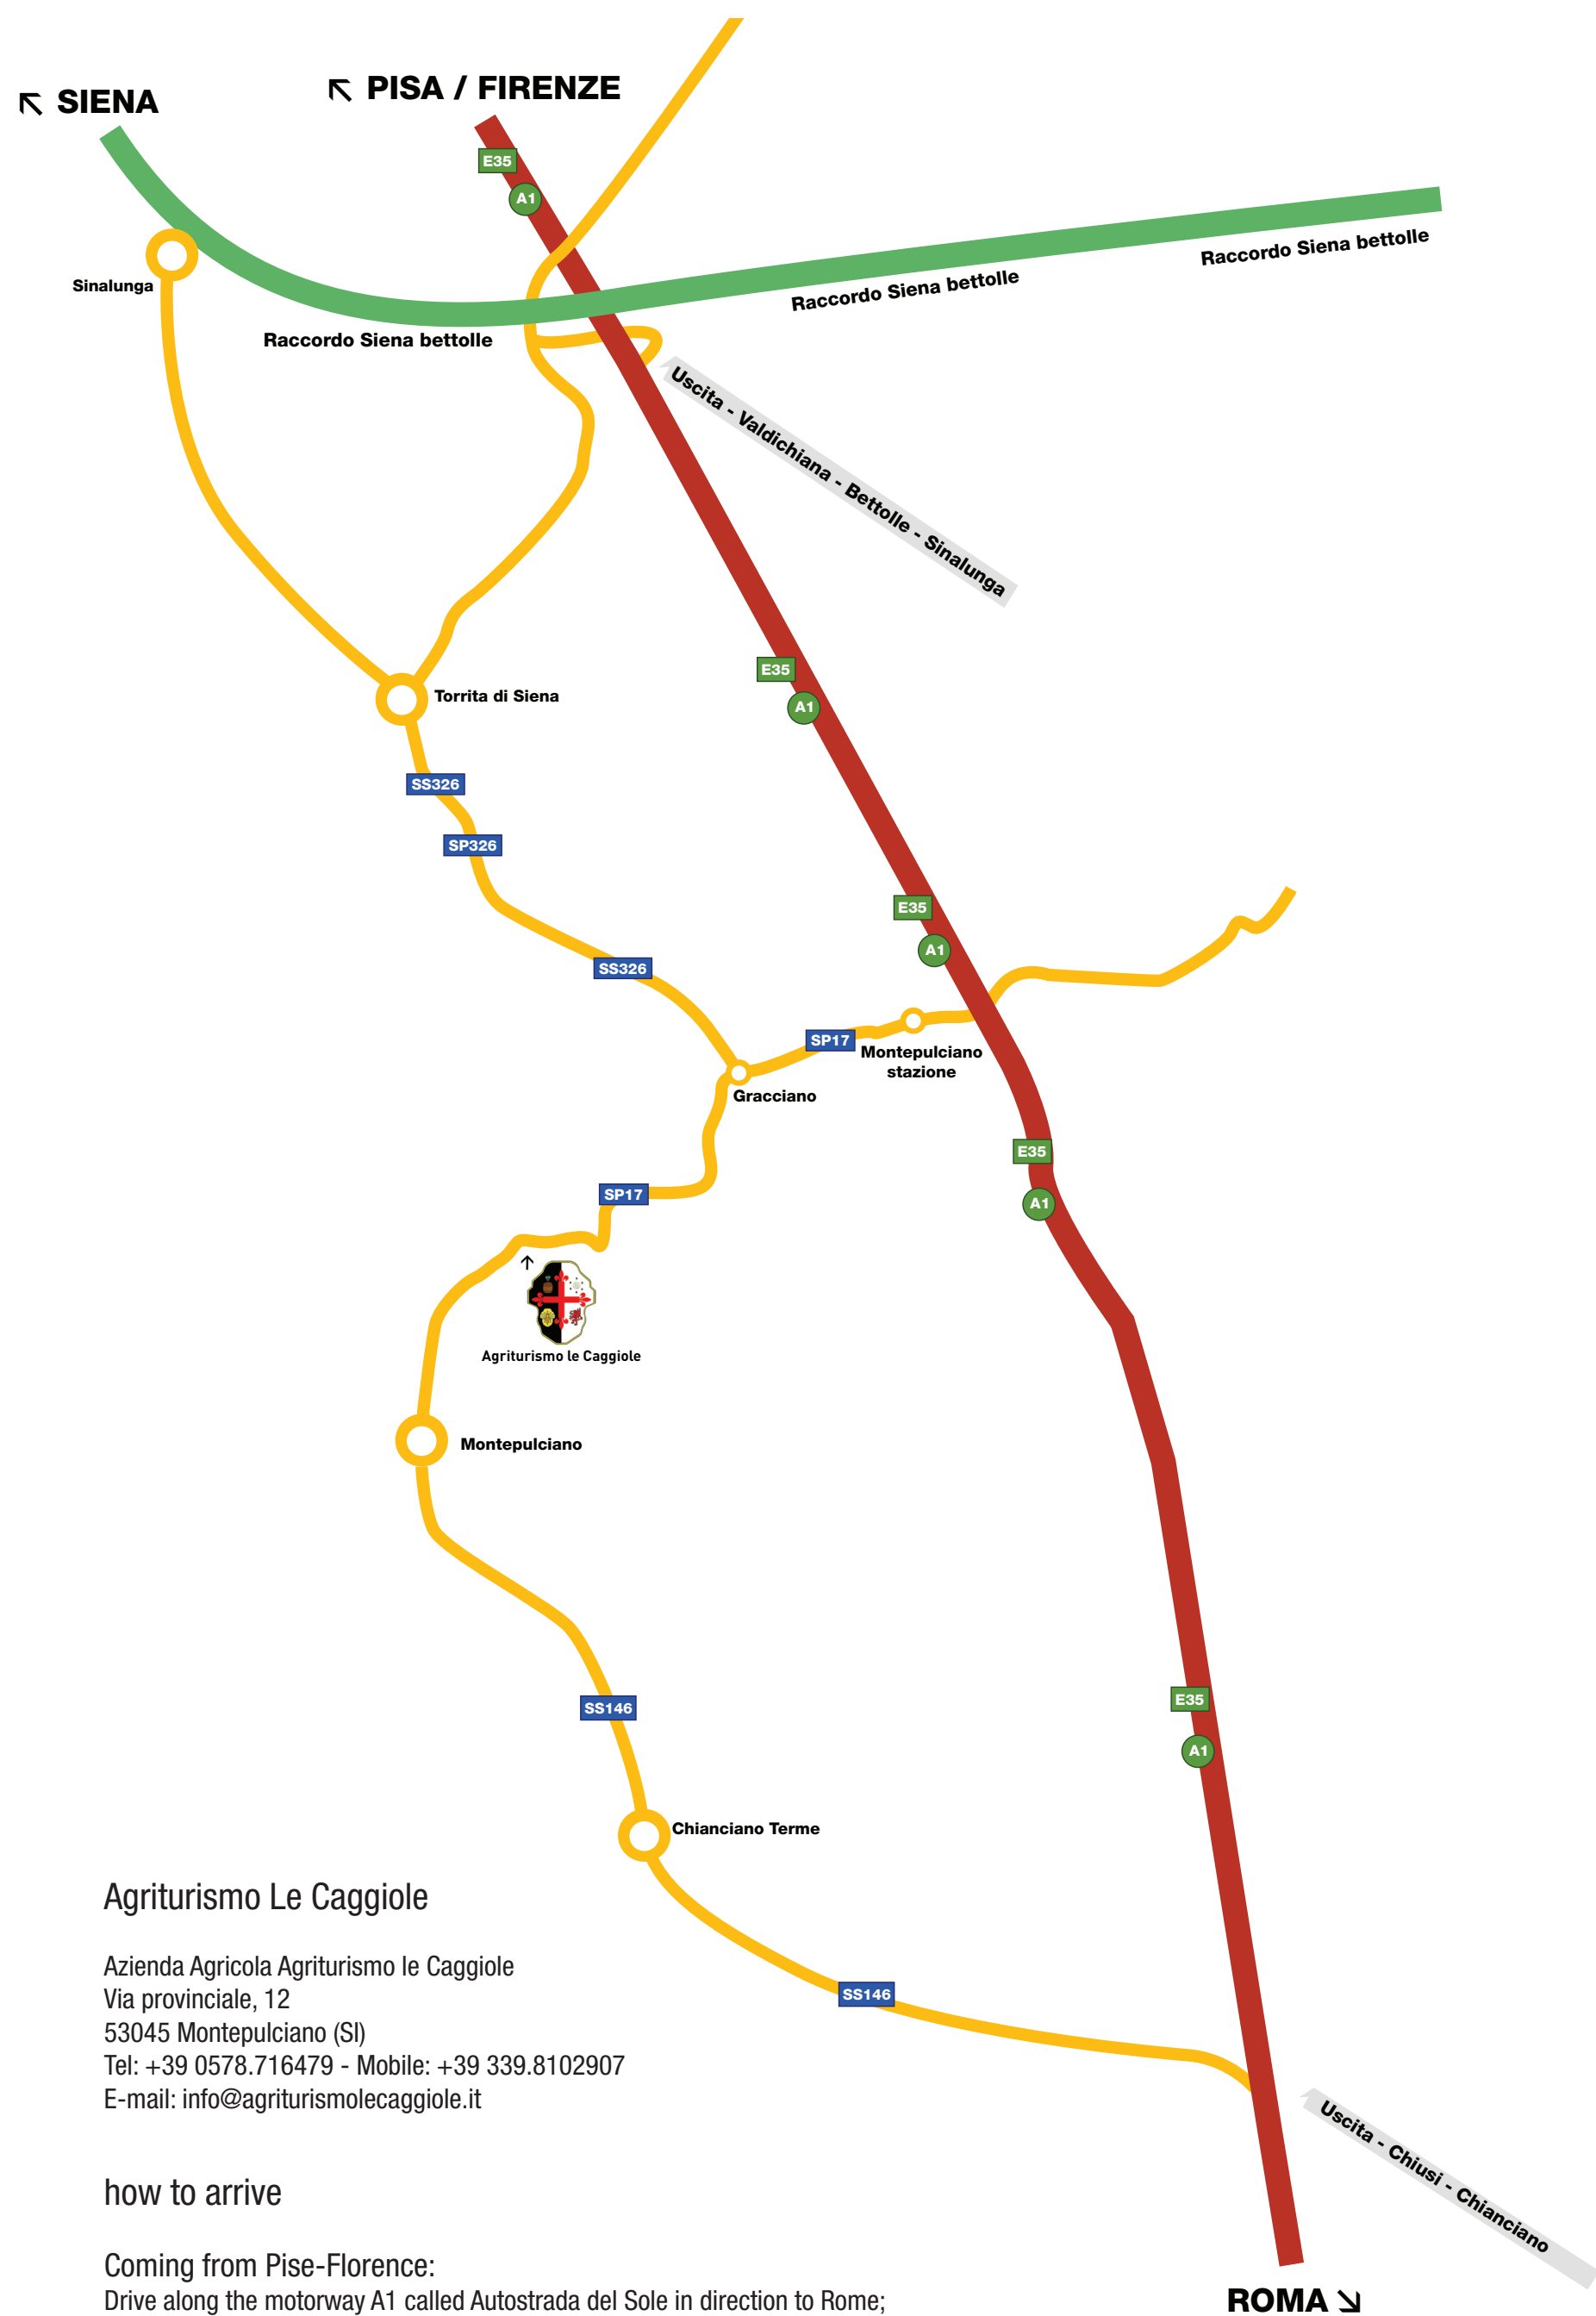 SIENA
PISA / FIRENZE
E35
A1
Raccordo Siena bettolle
Raccordo Siena bettolle
Sinalunga
Raccordo Siena bettolle
Uscita - Valdichiana - Bettolle - Sinalunga
E35
A1
Torrita di Siena
SS326
SP326
E35
A1
SS326
SP17
Montepulciano
stazione
Gracciano
E35
SP17
A1
Agriturismo le Caggiole
Montepulciano
E35
SS146
A1
Chianciano Terme
Agriturismo Le Caggiole
Azienda Agricola Agriturismo le Caggiole
SS146
Via provinciale, 12
53045 Montepulciano (SI)
Tel: +39 0578.716479 - Mobile: +39 339.8102907
E-mail: info@agriturismolecaggiole.it
Uscita - Chiusi - Chianciano
how to arrive
Coming from Pise-Florence:
Drive along the motorway A1 called Autostrada del Sole in direction to Rome;
ROMA